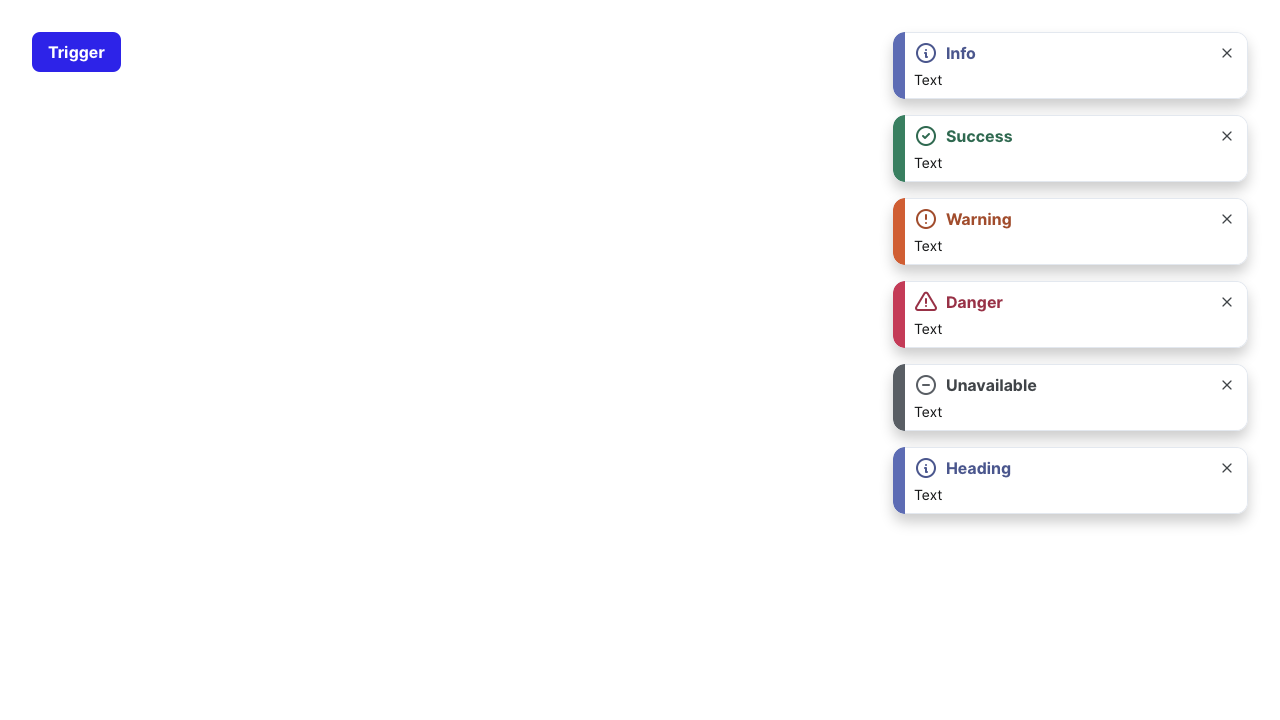 Trigger
Info
Text
Success
Text
Warning
Text
Danger
Text
Unavailable
Text
Heading
Text